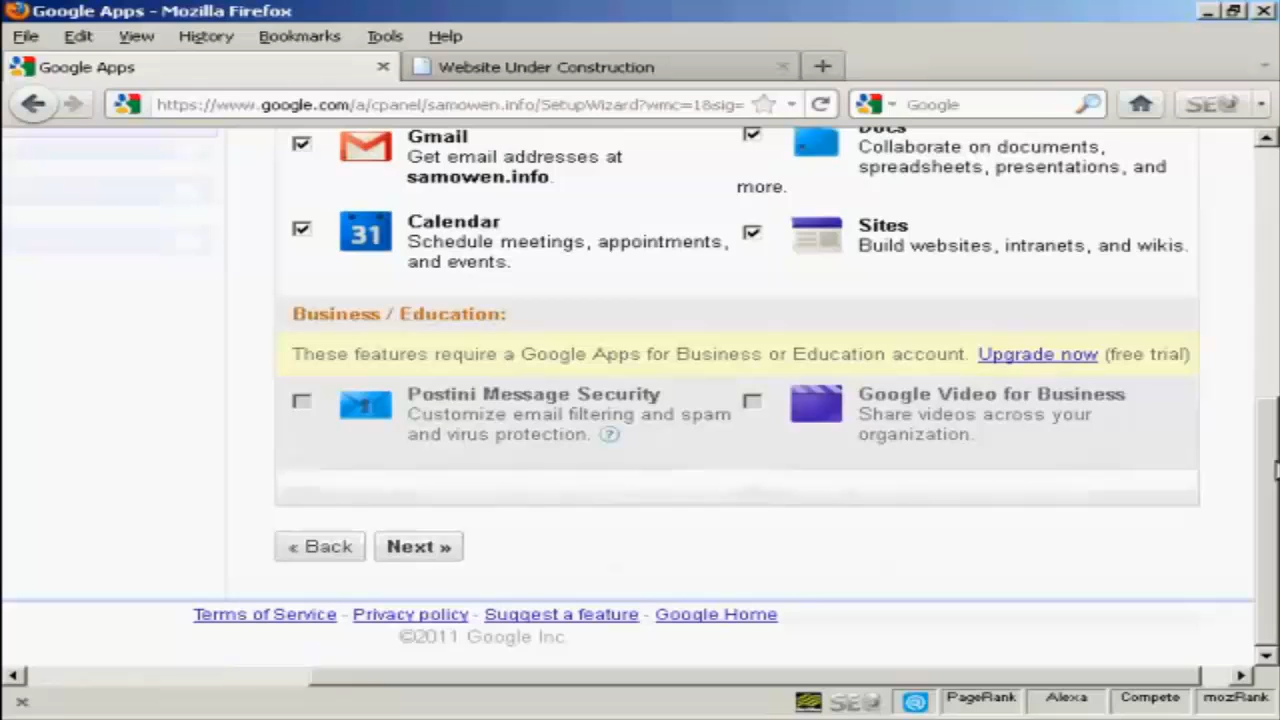 Google Apps - Mozilla Firefox
File Edit View History Bookmarks Tools Help
Google Apps
Website Under Construction
https://www.google.com/a/cpanel/samowen.info/SetupWizard?wmc=18sig=
Google
SEO
Gmail
Get email addresses at
samowen.info.
Docs
Collaborate on documents,
spreadsheets, presentations, and
more.
31
Calendar
Schedule meetings, appointments,
and events.
Sites
Build websites, intranets, and wikis.
Business / Education:
These features require a Google Apps for Business or Education account. Upgrade now (free trial)
Postini Message Security
Customize email filtering and spam
and virus protection. ?
Google Video for Business
Share videos across your
organization.
« Back
Next »
Terms of Service - Privacy policy - Suggest a feature - Google Home
©2011 Google Inc.
SEO
PageRank
Alexa
Compete
mozRank